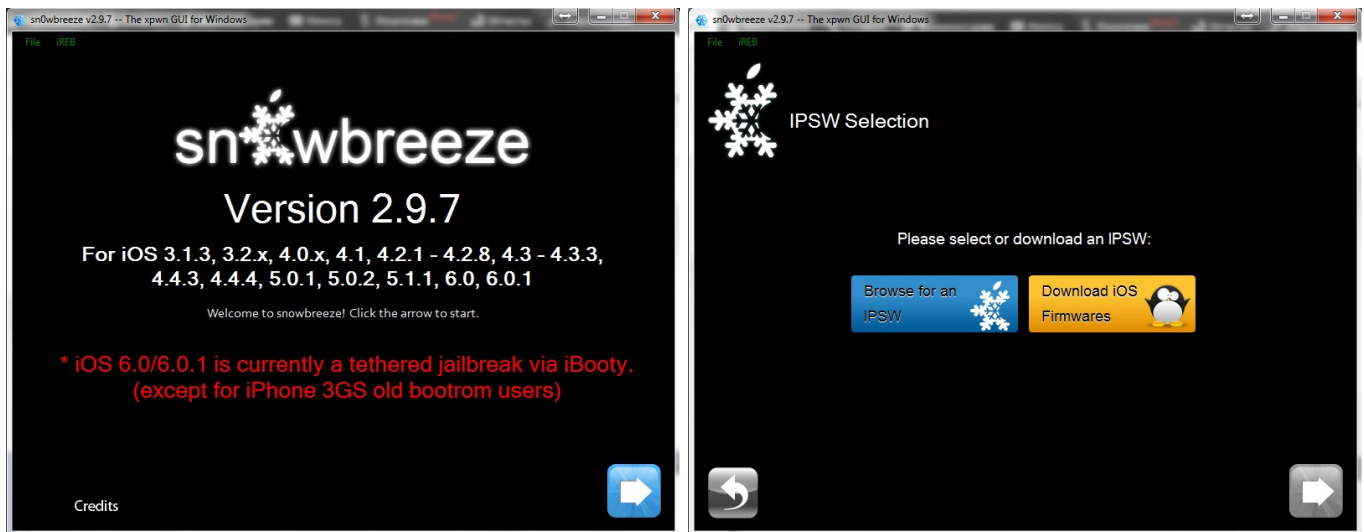 sn0wbreeze v2.9.7 -- The xpwn GUI for Windows
File iREB
sn0wbreeze
Version 2.9.7
For iOS 3.1.3, 3.2.x, 4.0.x, 4.1, 4.2.1 - 4.2.8, 4.3 - 4.3.3,
4.4.3, 4.4.4, 5.0.1, 5.0.2, 5.1.1, 6.0, 6.0.1
Welcome to snowbreeze! Click the arrow to start.
* iOS 6.0/6.0.1 is currently a tethered jailbreak via iBooty.
(except for iPhone 3GS old bootrom users)
Credits
sn0wbreeze v2.9.7 -- The xpwn GUI for Windows
File iREB
IPSW Selection
Please select or download an IPSW:
Browse for an
IPSW
Download iOS
Firmwares